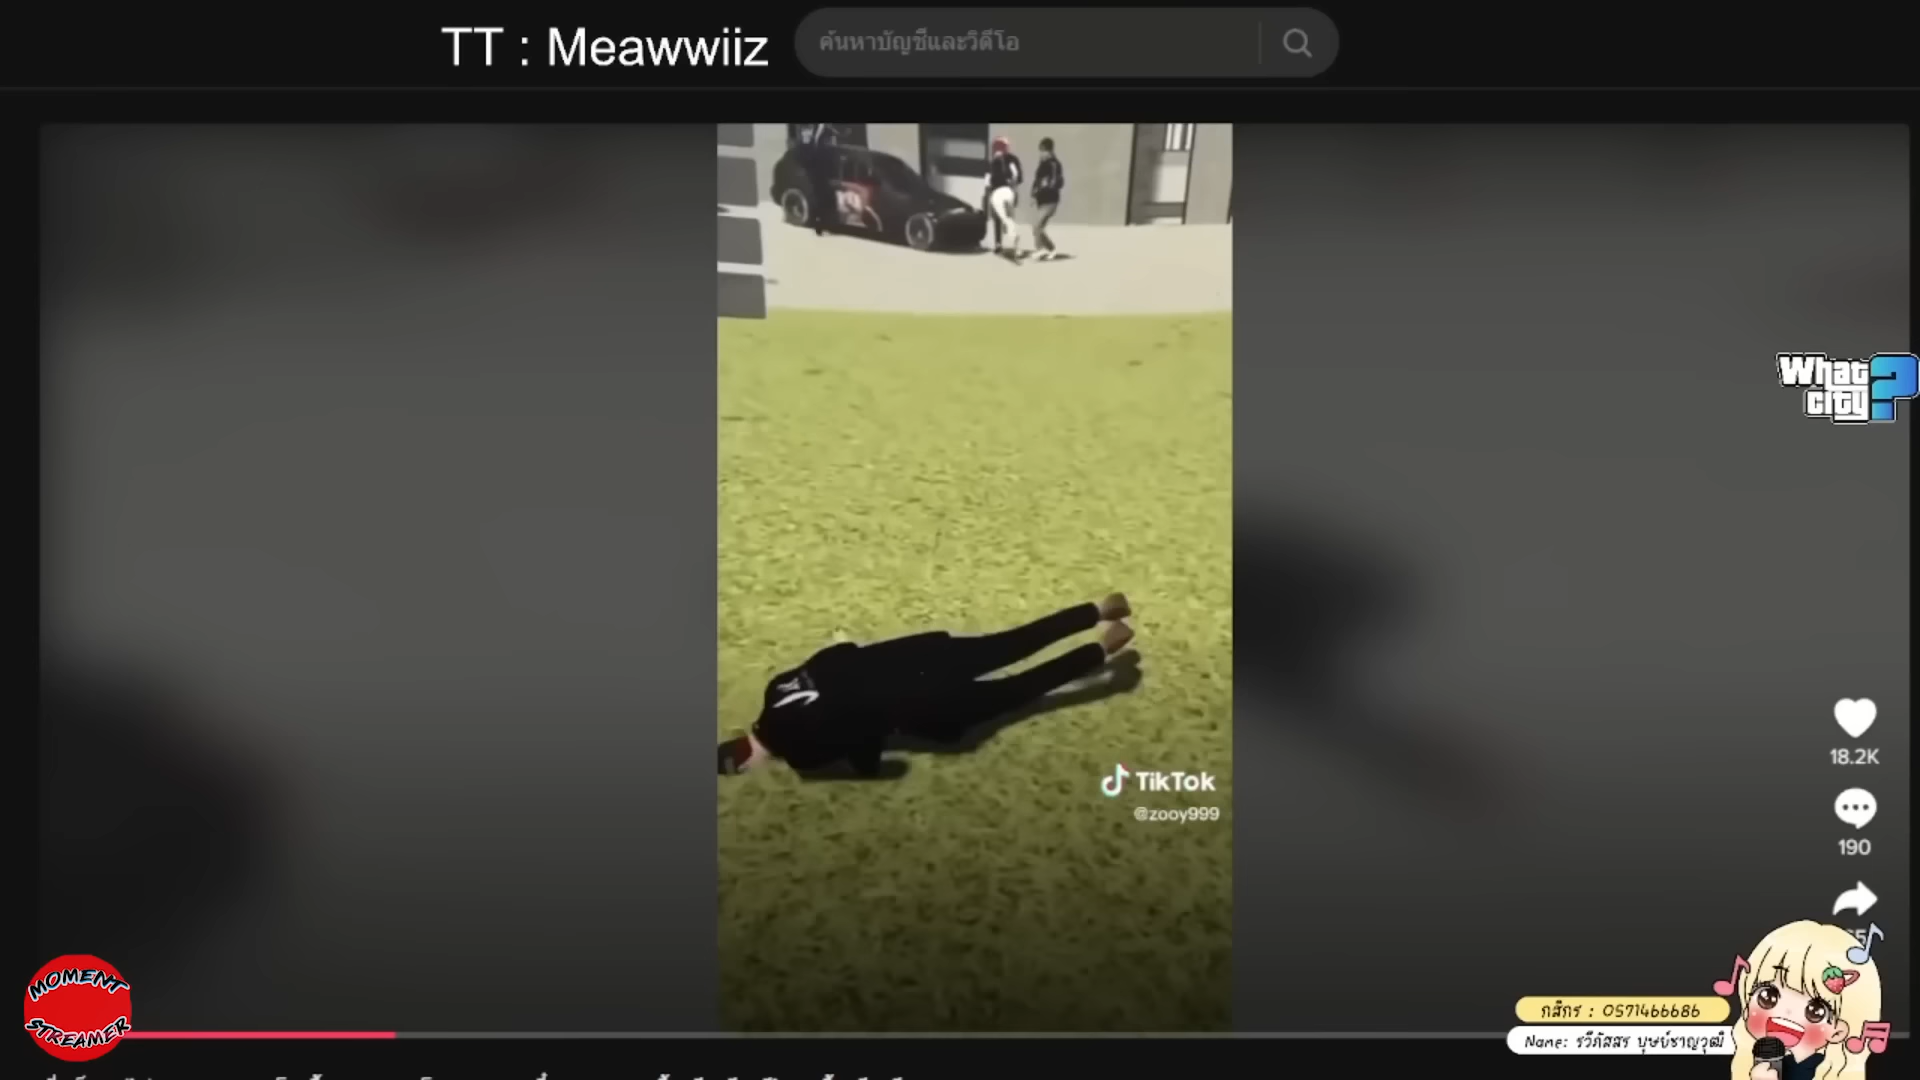 TT : Meawwiiz
ค้นหาบัญชีและวิดีโอ
What
city?
TikTok
@zooy999
18.2K
190
MOMENT
STREAMER
กสิกร : 0571466686
Name: รวีภัสสร บุษย์ชาญวุฒิ